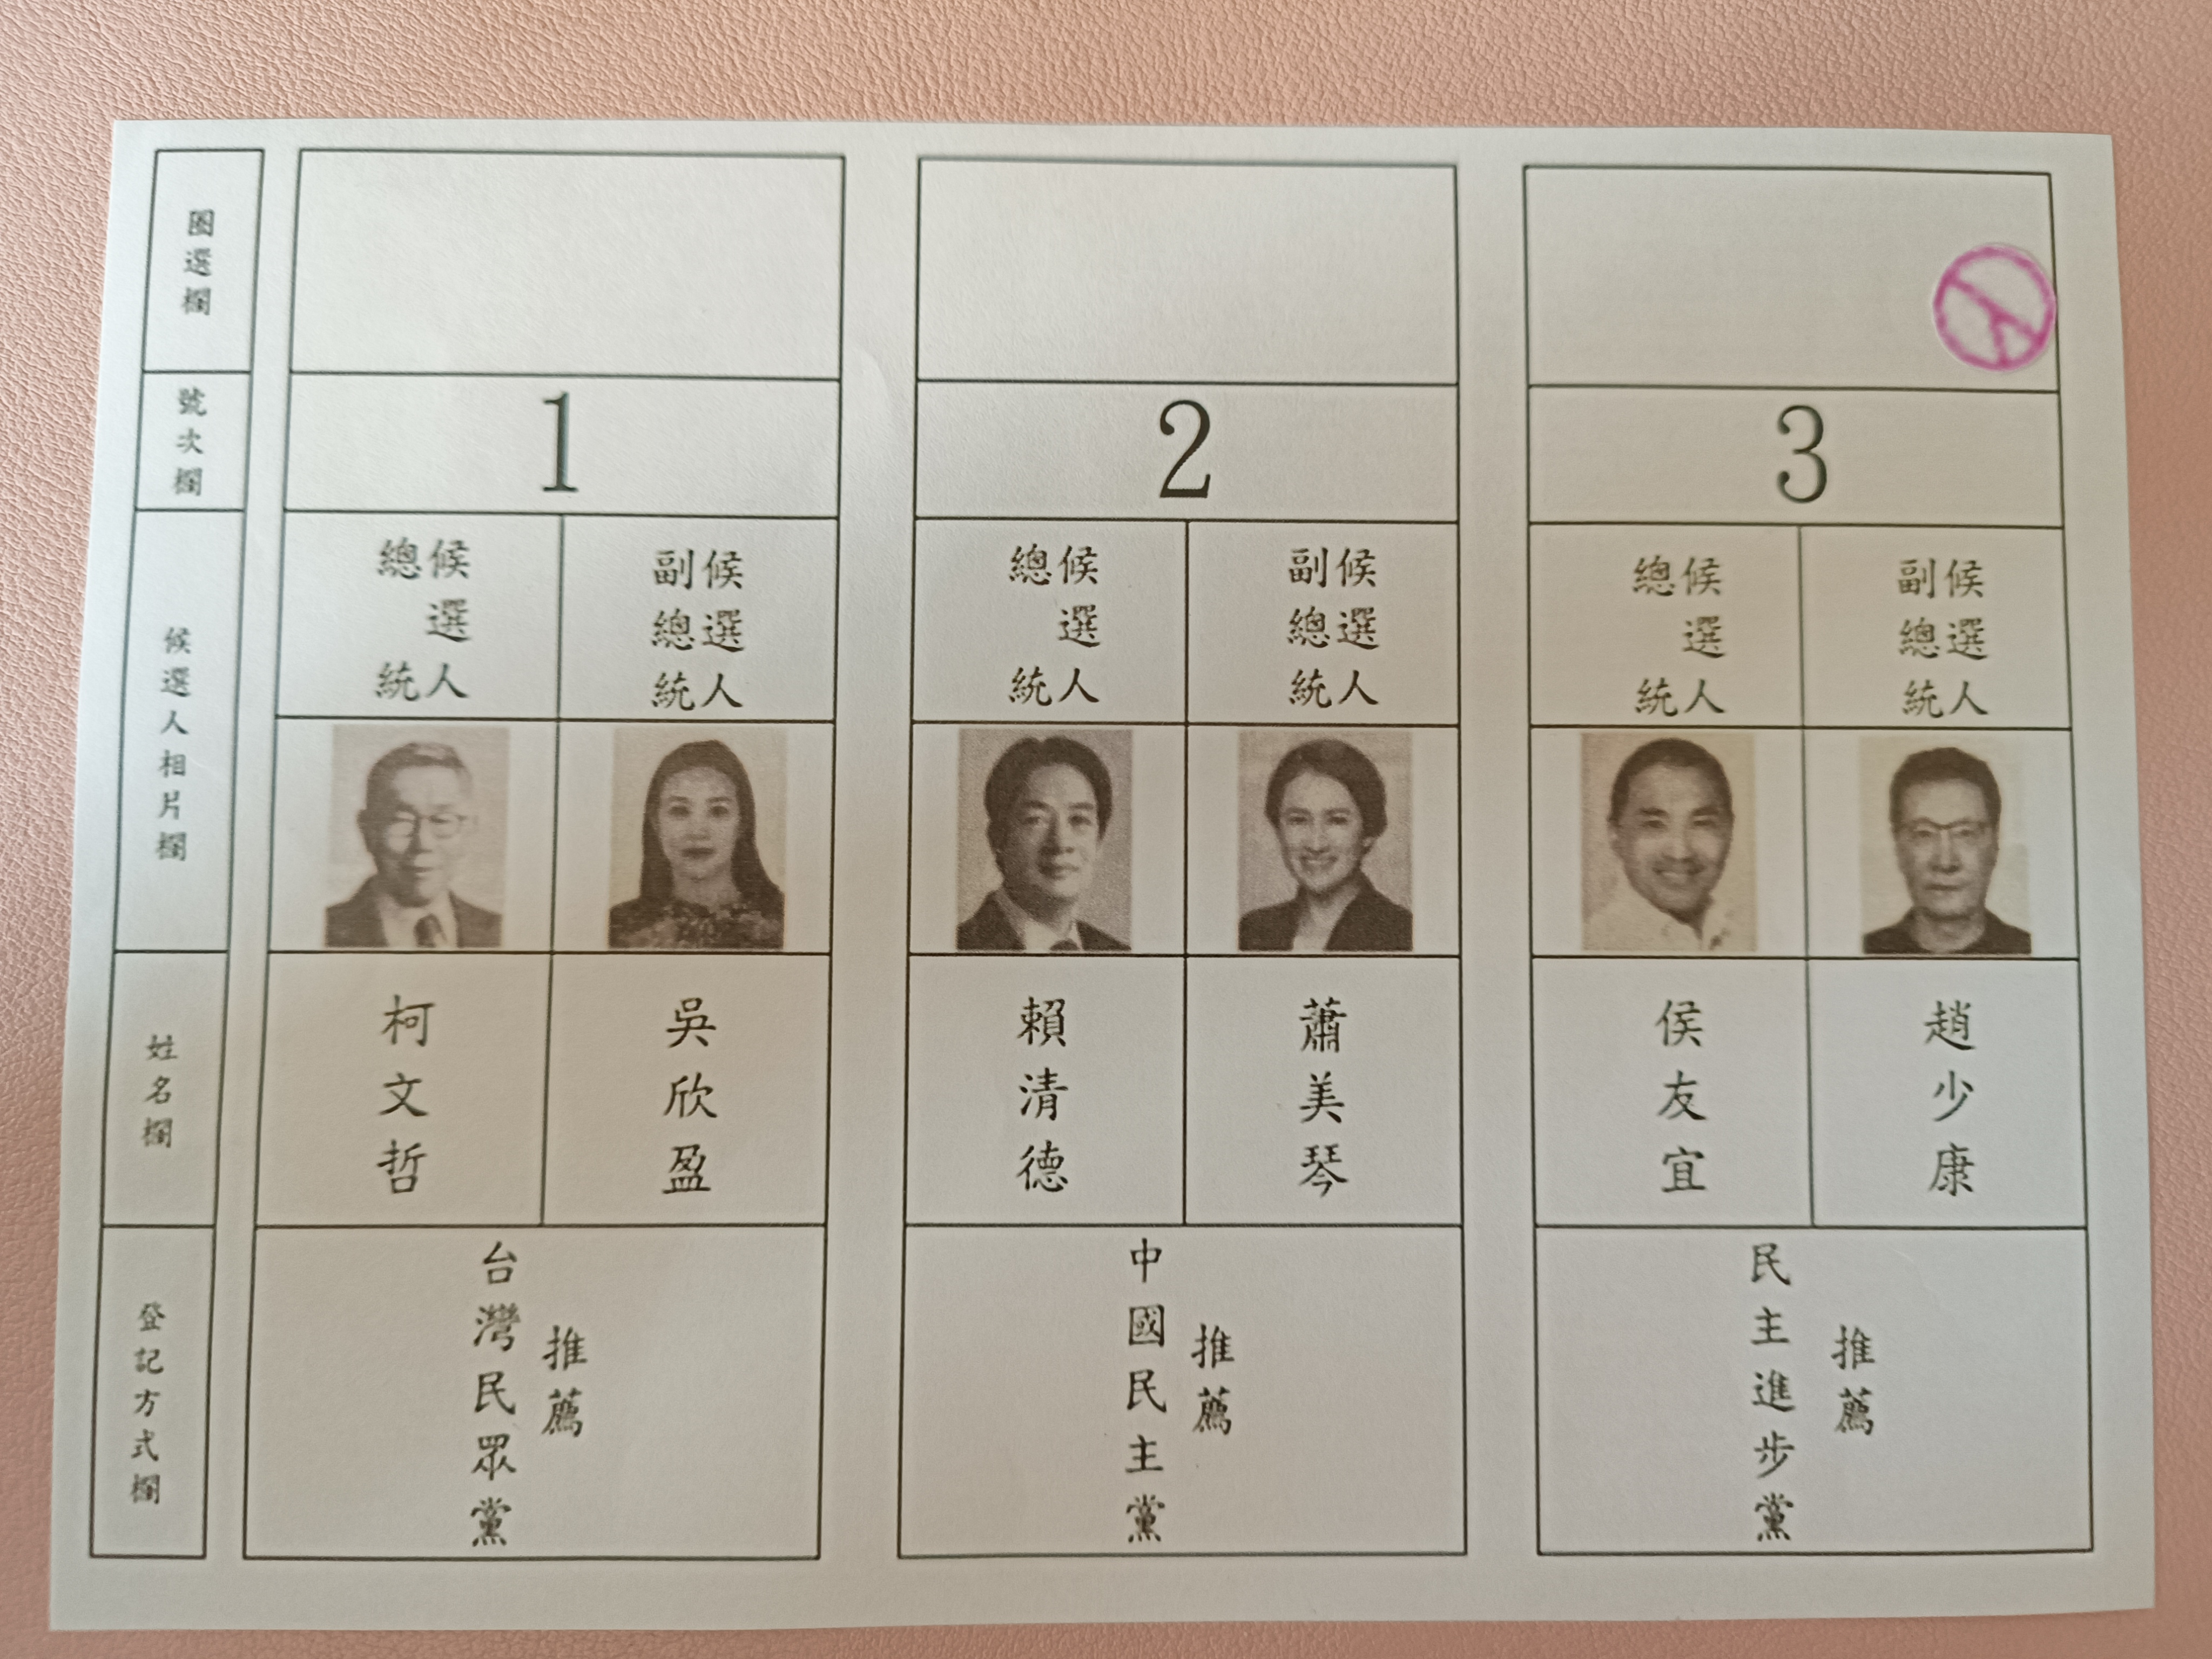 圈選欄
號次欄
候選人相片欄
姓名欄
登記方式欄
1
總統候選人
副總統候選人
柯文哲
吳欣盈
台灣民眾黨
推薦
2
總統候選人
副總統候選人
賴清德
蕭美琴
中國民主黨
推薦
3
總統候選人
副總統候選人
侯友宜
趙少康
民主進步黨
推薦